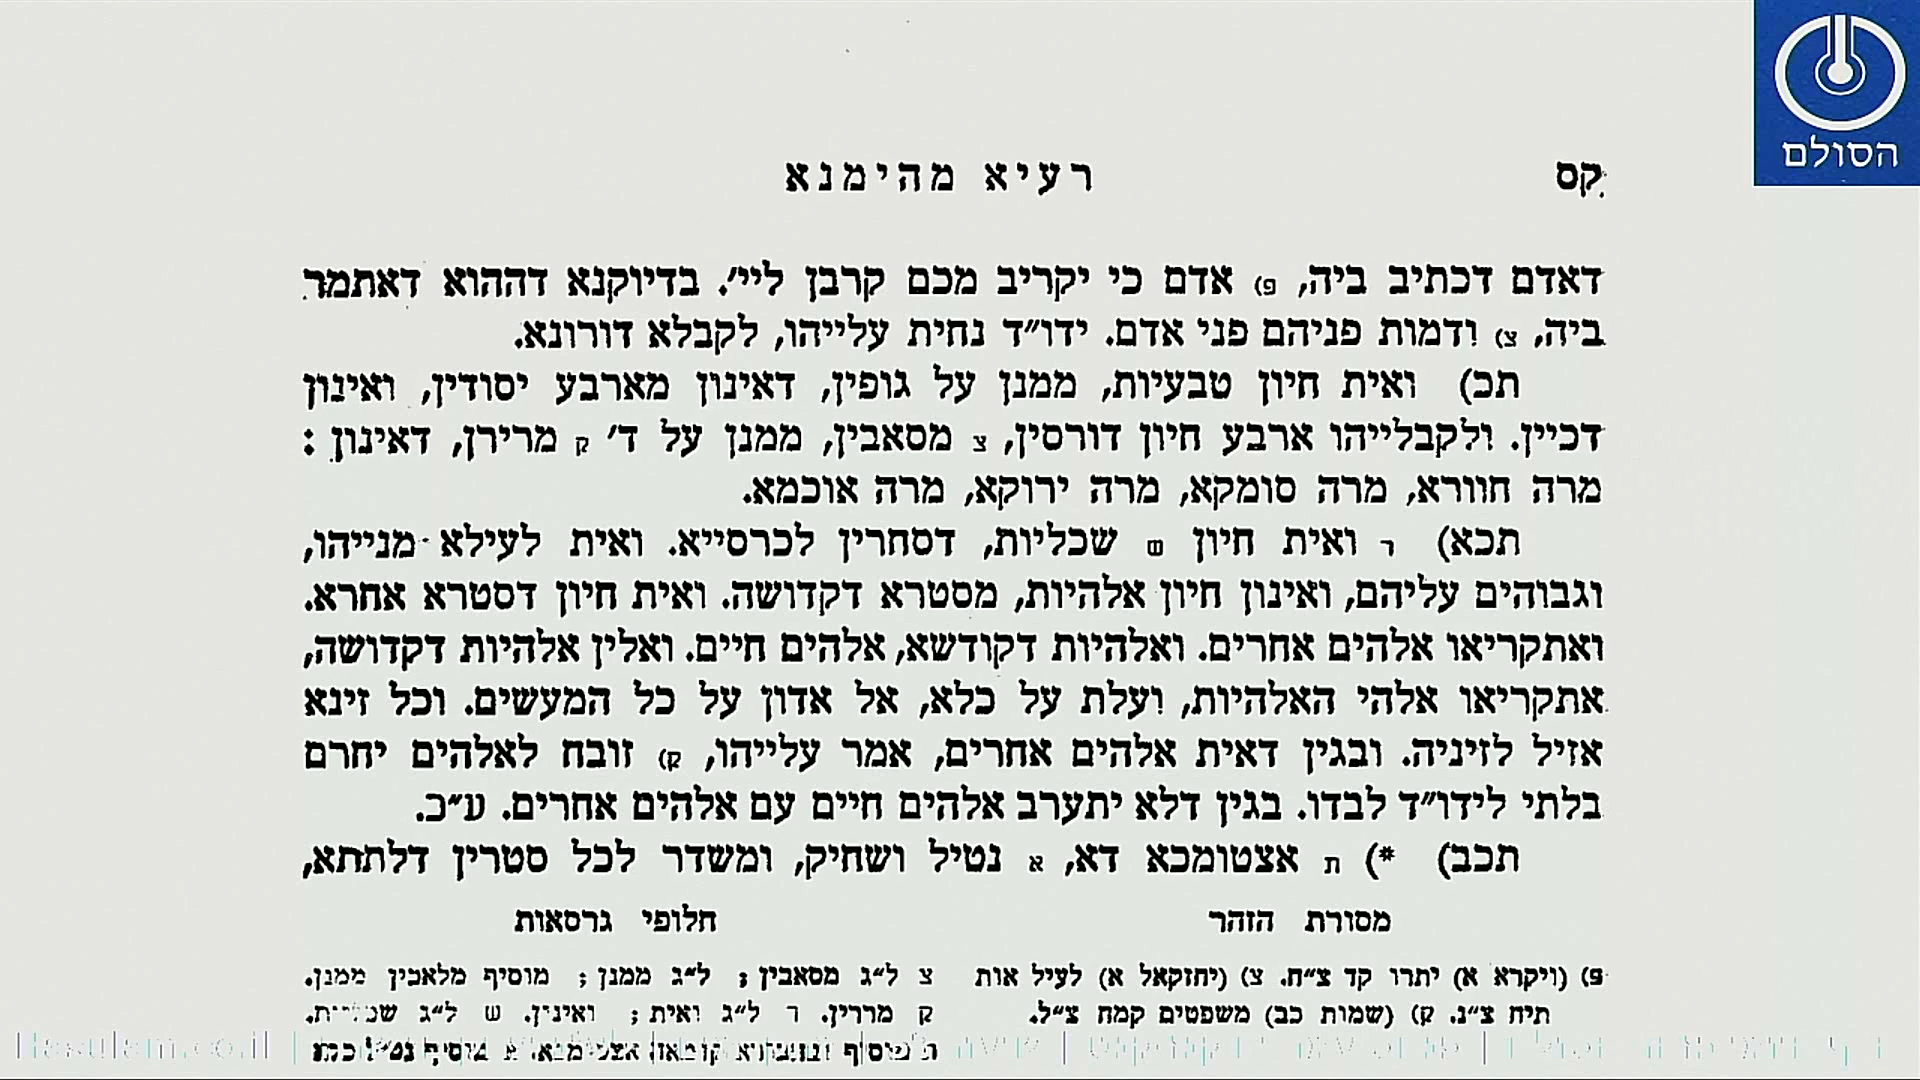 הסולם
קס רעיא מהימנא
דאדם דכתיב ביה, פ) אדם כי יקריב מכם קרבן ליי׳. בדיוקנא דההוא דאתמר
ביה, צ) ודמות פניהם פני אדם. ידו״ד נחית עלייהו, לקבלא דורונא.
תכ) ואית חיון טבעיות, ממנן על גופין, דאינון מארבע יסודין, ואינון
דכיין. ולקבלייהו ארבע חיון דורסין, צ מסאבין, ממנן על ד׳ ק מרירן, דאינון :
מרה חוורא, מרה סומקא, מרה ירוקא, מרה אוכמא.
תכא) ר ואית חיון ש שכליות, דסחרין לכרסייא. ואית לעילא מנייהו,
וגבוהים עליהם, ואינון חיון אלהיות, מסטרא דקדושה. ואית חיון דסטרא אחרא.
ואתקריאו אלהים אחרים. ואלהיות דקודשא, אלהים חיים. ואלין אלהיות דקדושה,
אתקריאו אלהי האלהיות, ועלת על כלא, אל אדון על כל המעשים. וכל זינא
אזיל לזיניה. ובגין דאית אלהים אחרים, אמר עלייהו, ק) זובח לאלהים יחרם
בלתי לידו״ד לבדו. בגין דלא יתערב אלהים חיים עם אלהים אחרים. ע״כ.
תכב) *) ת אצטומכא דא, א נטיל ושחיק, ומשדר לכל סטרין דלתתא,
מסורת הזהר
פ) (ויקרא א) יתרו קד צ״ח. צ) (יחזקאל א) לעיל אות
תיח צ״נ. ק) (שמות כב) משפטים קמח צ״ל.
חלופי גרסאות
צ ל״ג מסאבין; ל״ג ממנן; מוסיף מלאכין ממנן.
ק מררין. ר ל״ג ואית; ואינון. ש ל״ג
Hasulam.co.il